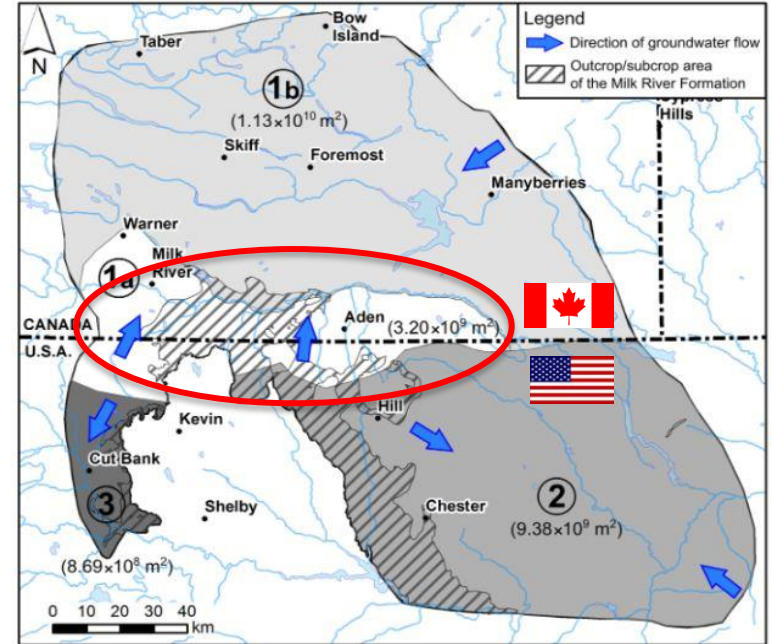 Legend
Direction of groundwater flow
Outcrop/subcrop area
of the Milk River Formation
N
Taber
Bow
Island
1b
(1.13×10¹⁰ m²)
Skiff
Foremost
Manyberries
Hills
Warner
Milk
River
1a
Aden
(3.20×10⁹ m²)
CANADA
U.S.A.
Hill
Kevin
Cut Bank
3
Shelby
Chester
2
(9.38×10⁹ m²)
(8.69×10⁸ m²)
0 10 20 30 40
km